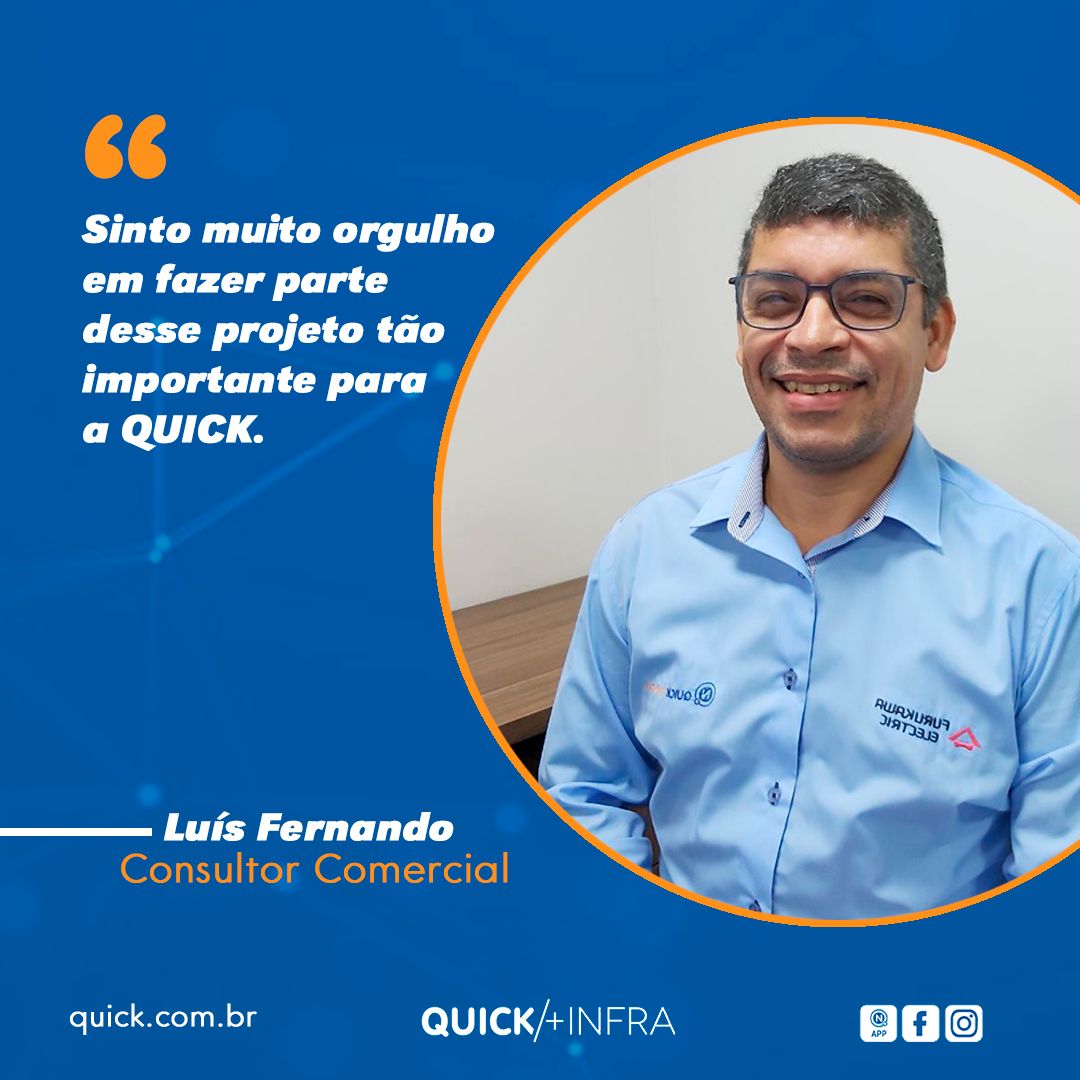 Sinto muito orgulho
em fazer parte
desse projeto tão
importante para
a QUICK.
QUICK
FURUKAWA
ELECTRIC
Luís Fernando
Consultor Comercial
quick.com.br
QUICK/+INFRA
APP